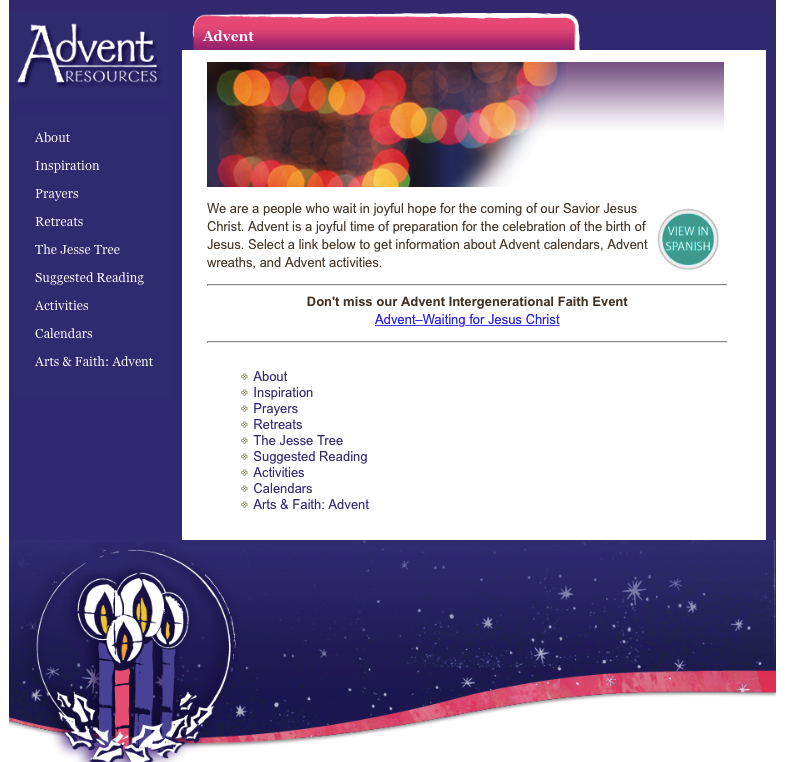 Advent
RESOURCES
About
Inspiration
Prayers
Retreats
The Jesse Tree
Suggested Reading
Activities
Calendars
Arts & Faith: Advent
Advent
We are a people who wait in joyful hope for the coming of our Savior Jesus
Christ. Advent is a joyful time of preparation for the celebration of the birth of
Jesus. Select a link below to get information about Advent calendars, Advent
wreaths, and Advent activities.
VIEW IN
SPANISH
Don't miss our Advent Intergenerational Faith Event
Advent–Waiting for Jesus Christ
About
Inspiration
Prayers
Retreats
The Jesse Tree
Suggested Reading
Activities
Calendars
Arts & Faith: Advent